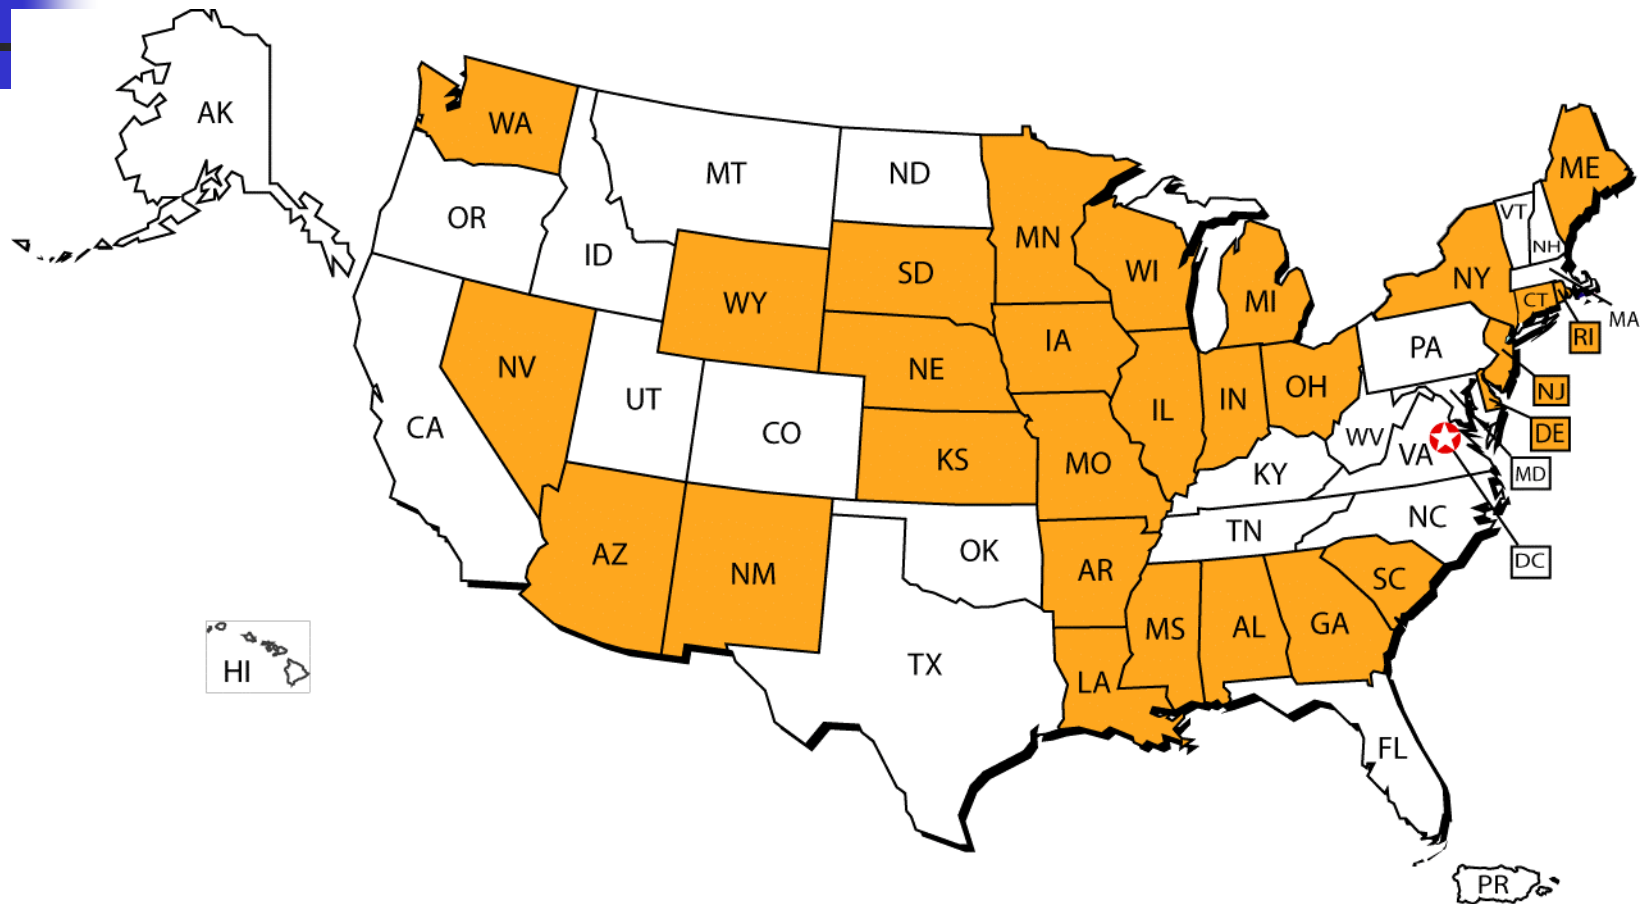 AK
WA
MT
ND
OR
ID
MN
SD
WI
WY
MI
NE
IA
NV
UT
CO
CA
KS
MO
IL
IN
OH
KY
WV
VA
PA
NY
VT
NH
ME
CT
MA
RI
NJ
DE
MD
DC
NC
TN
SC
AZ
NM
OK
AR
MS
AL
GA
LA
TX
FL
HI
PR